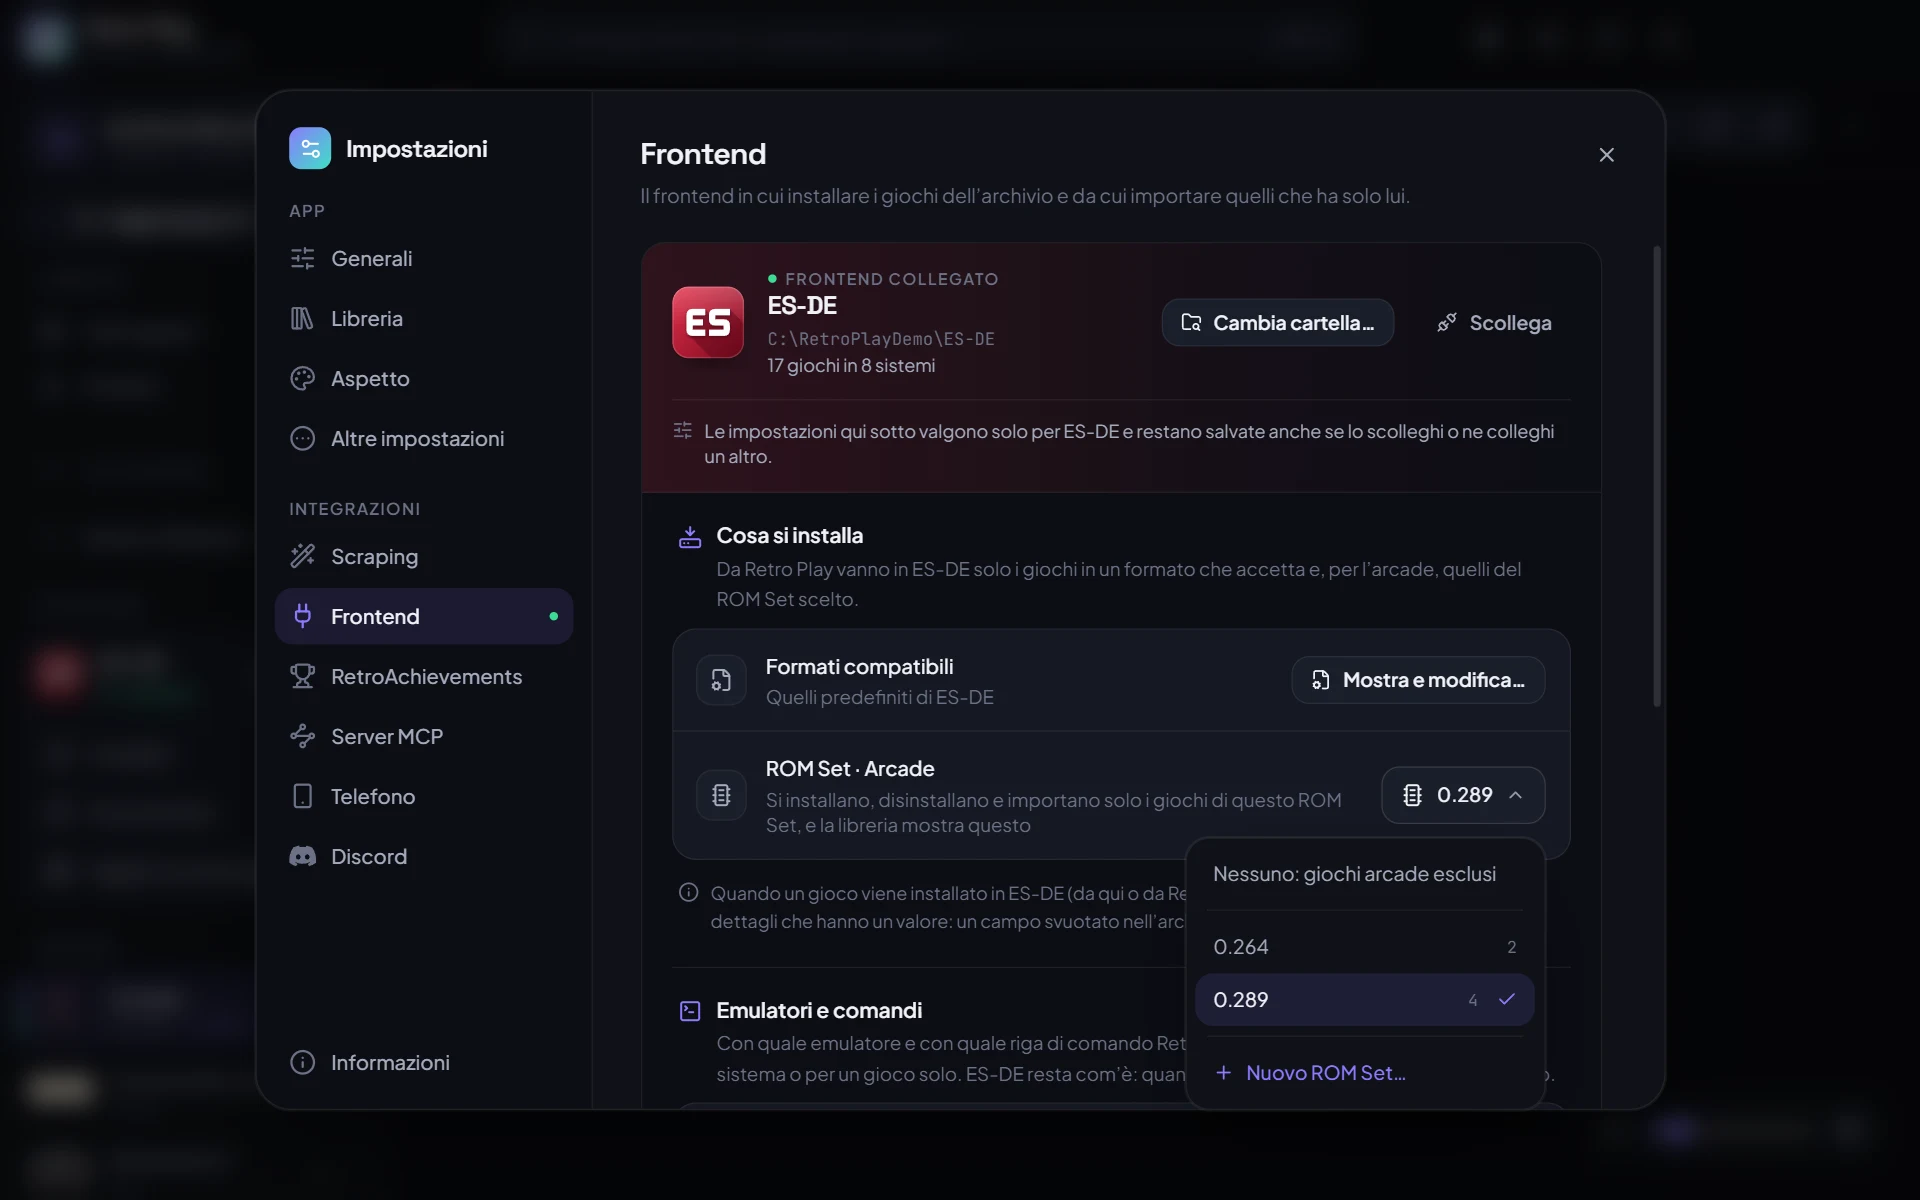 Impostazioni
APP
Generali
Libreria
Aspetto
Altre impostazioni
INTEGRAZIONI
Scraping
Frontend
RetroAchievements
Server MCP
Telefono
Discord
Informazioni
Frontend
Il frontend in cui installare i giochi dell’archivio e da cui importare quelli che ha solo lui.
ES
FRONTEND COLLEGATO
ES-DE
C:\RetroPlayDemo\ES-DE
17 giochi in 8 sistemi
Cambia cartella…
Scollega
Le impostazioni qui sotto valgono solo per ES-DE e restano salvate anche se lo scolleghi o ne colleghi
un altro.
Cosa si installa
Da Retro Play vanno in ES-DE solo i giochi in un formato che accetta e, per l’arcade, quelli del
ROM Set scelto.
Formati compatibili
Quelli predefiniti di ES-DE
Mostra e modifica…
ROM Set · Arcade
Si installano, disinstallano e importano solo i giochi di questo ROM
Set, e la libreria mostra questo
0.289
Nessuno: giochi arcade esclusi
0.264 2
0.289 4
Nuovo ROM Set…
Quando un gioco viene installato in ES-DE (da qui o da Re
dettagli che hanno un valore: un campo svuotato nell’arc
Emulatori e comandi
Con quale emulatore e con quale riga di comando Ret
sistema o per un gioco solo. ES-DE resta com’è: quan